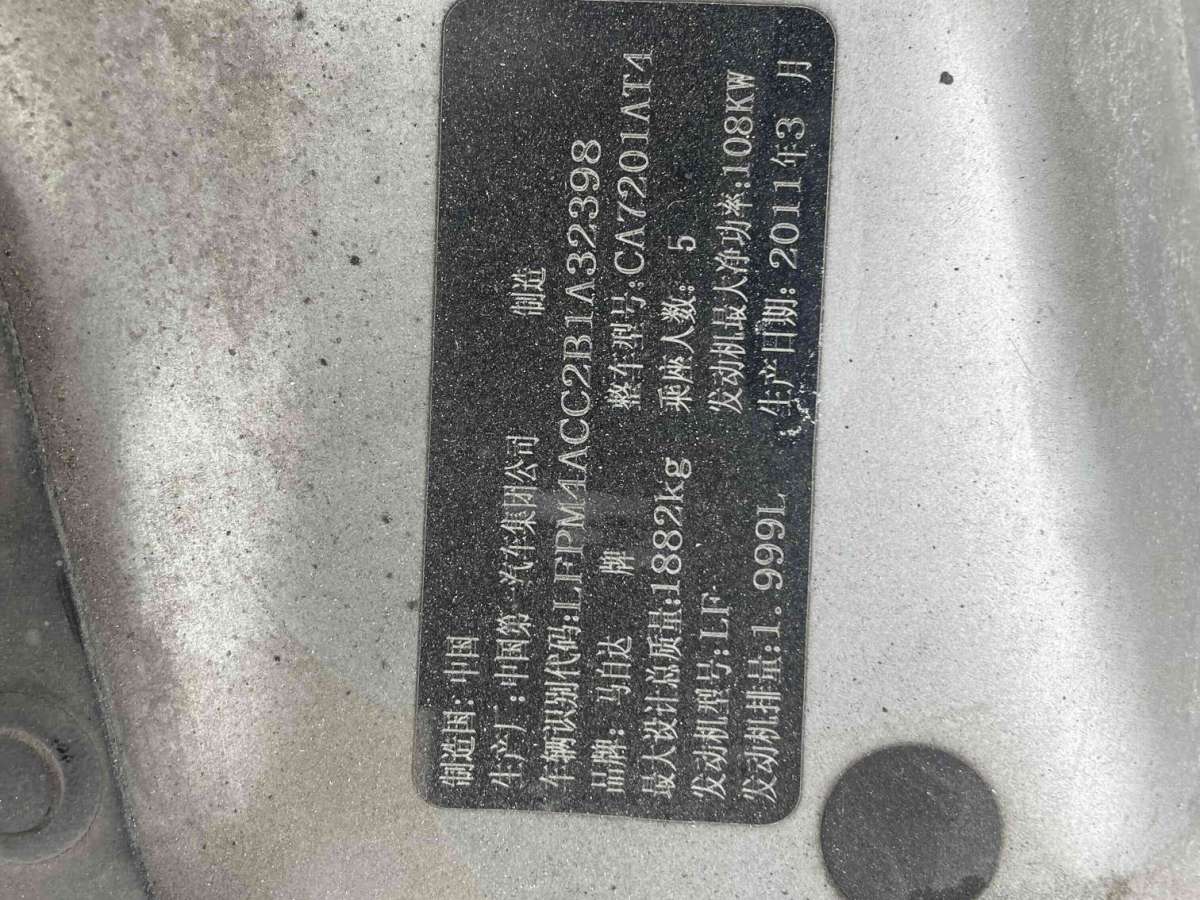 制造国：中国
生产厂：中国第一汽车集团公司 制造
车辆识别代码:LFPM4ACC2B1A32398
品牌：马自达 牌 整车型号:CA7201AT4
最大设计总质量:1882kg 乘座人数： 5
发动机型号:LF 发动机最大净功率:108KW
发动机排量:1.999L 生产日期：2011年3 月